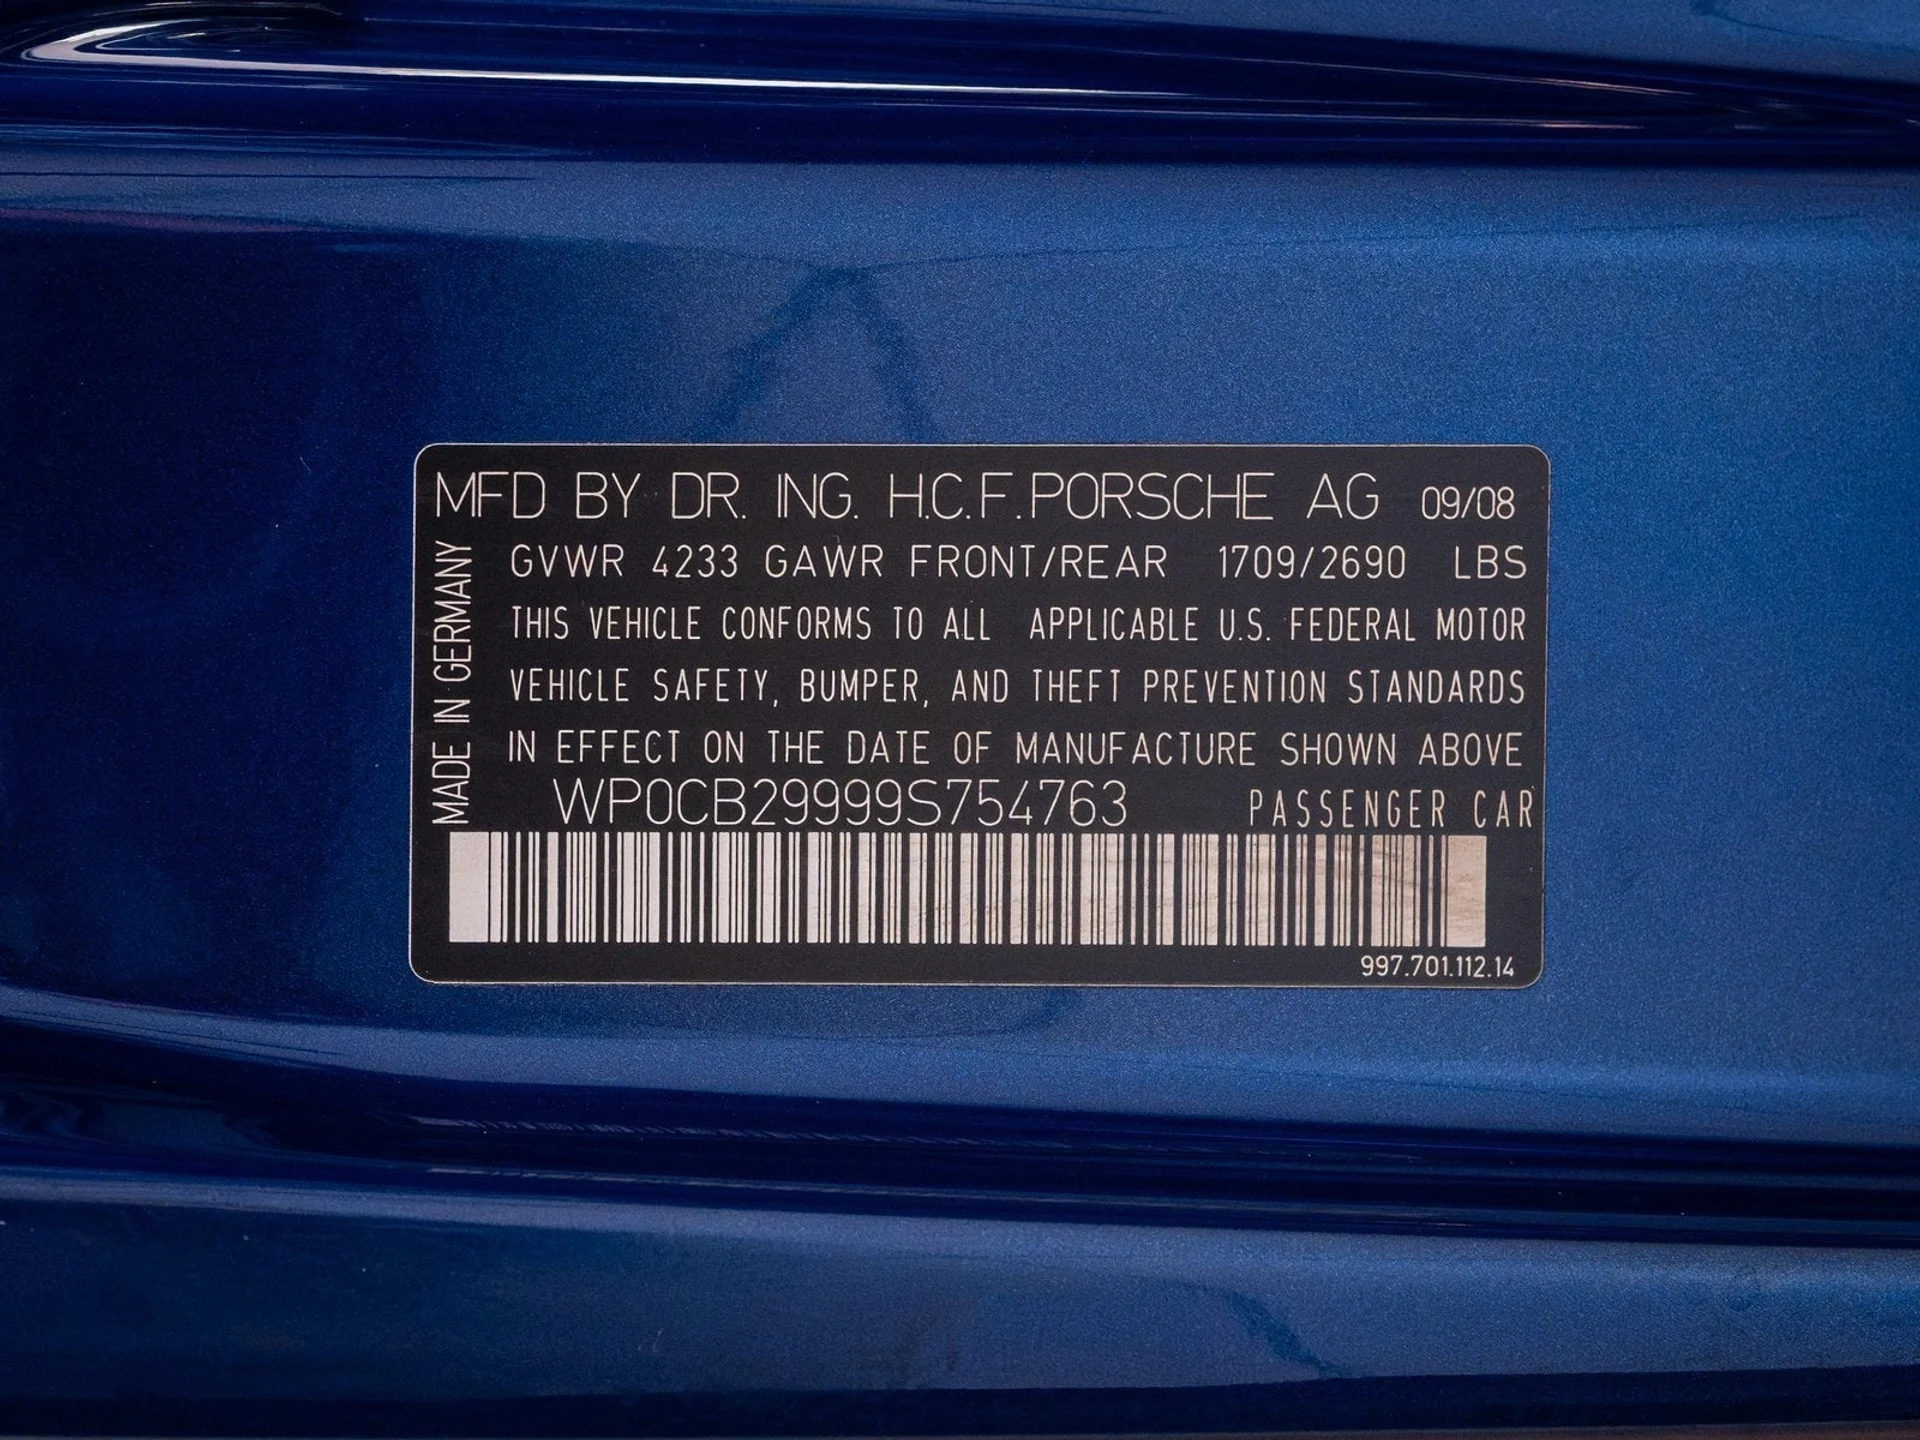 MFD BY DR. ING. H.C.F.PORSCHE AG 09/08
GVWR 4233 GAWR FRONT/REAR 1709/2690 LBS
THIS VEHICLE CONFORMS TO ALL APPLICABLE U.S. FEDERAL MOTOR
VEHICLE SAFETY, BUMPER, AND THEFT PREVENTION STANDARDS
IN EFFECT ON THE DATE OF MANUFACTURE SHOWN ABOVE
WP0CB29999S754763 PASSENGER CAR
997.701.112.14
MADE IN GERMANY